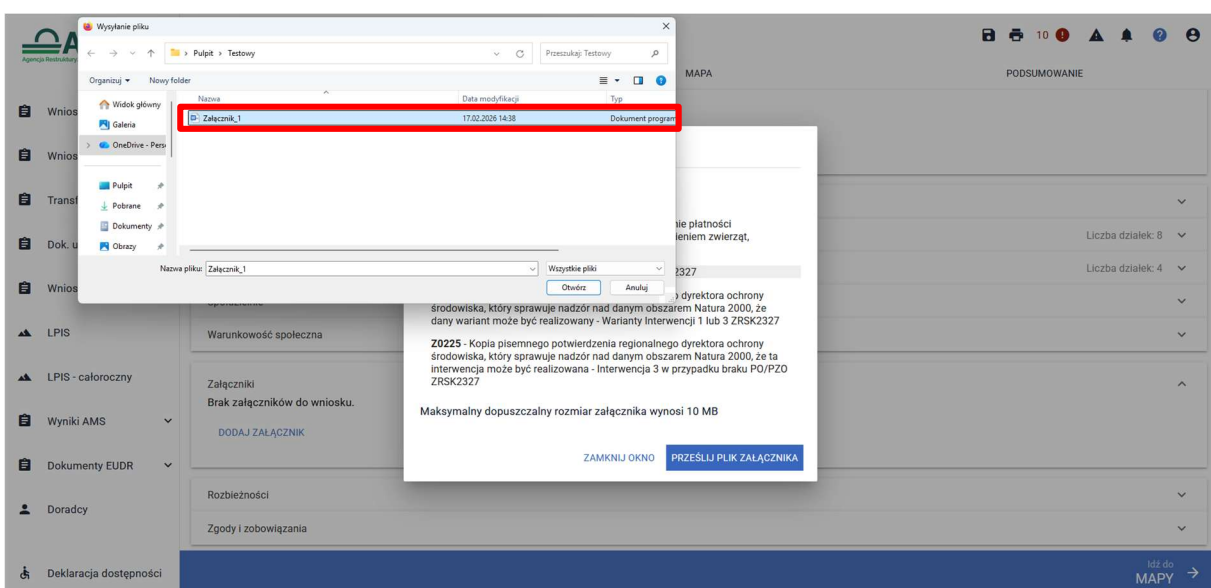 Wysyłanie pliku
Pulpit > Testowy
Przeszukaj: Testowy
Organizuj
Nowy folder
Nazwa
Data modyfikacji
Typ
Widok główny
Galeria
OneDrive - Pers
Pulpit
Pobrane
Dokumenty
Obrazy
Załącznik_1
17.02.2026 14:38
Dokument program
Nazwa pliku:
Załącznik_1
Wszystkie pliki
Otwórz
Anuluj
Agencja Restruktury
10
MAPA
PODSUMOWANIE
Wnios
Wnios
Transf
Dok. u
Wnios
LPIS
LPIS - całoroczny
Wyniki AMS
Dokumenty EUDR
Doradcy
Deklaracja dostępności
Liczba działek: 8
Liczba działek: 4
Warunkowość społeczna
Załączniki
Brak załączników do wniosku.
DODAJ ZAŁĄCZNIK
Rozbieżności
Zgody i zobowiązania
nie płatności
ieniem zwierząt,
2327
o dyrektora ochrony
środowiska, który sprawuje nadzór nad danym obszarem Natura 2000, że
dany wariant może być realizowany - Warianty Interwencji 1 lub 3 ZRSK2327
Z0225 - Kopia pisemnego potwierdzenia regionalnego dyrektora ochrony
środowiska, który sprawuje nadzór nad danym obszarem Natura 2000, że ta
interwencja może być realizowana - Interwencja 3 w przypadku braku PO/PZO
ZRSK2327
Maksymalny dopuszczalny rozmiar załącznika wynosi 10 MB
ZAMKNIJ OKNO
PRZEŚLIJ PLIK ZAŁĄCZNIKA
Idź do
MAPY